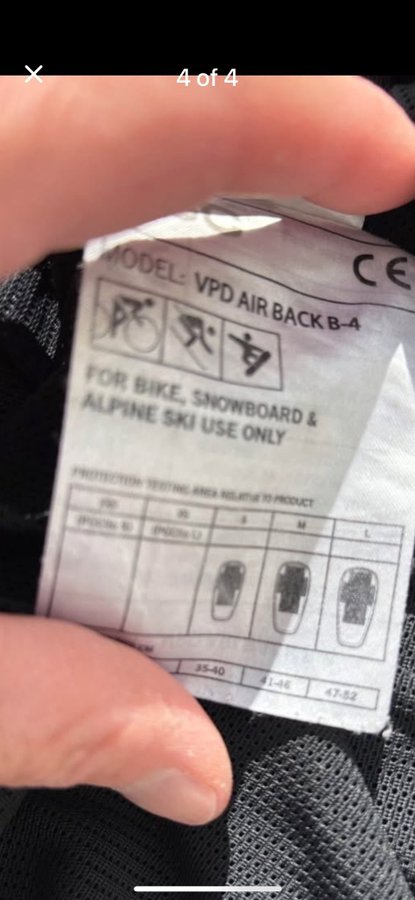 4 of 4
CE
MODEL: VPD AIR BACK B-4
FOR BIKE, SNOWBOARD &
ALPINE SKI USE ONLY
PROTECTION TESTING AREA RELATIVE TO PRODUCT
S M L
35-40 41-46 47-52